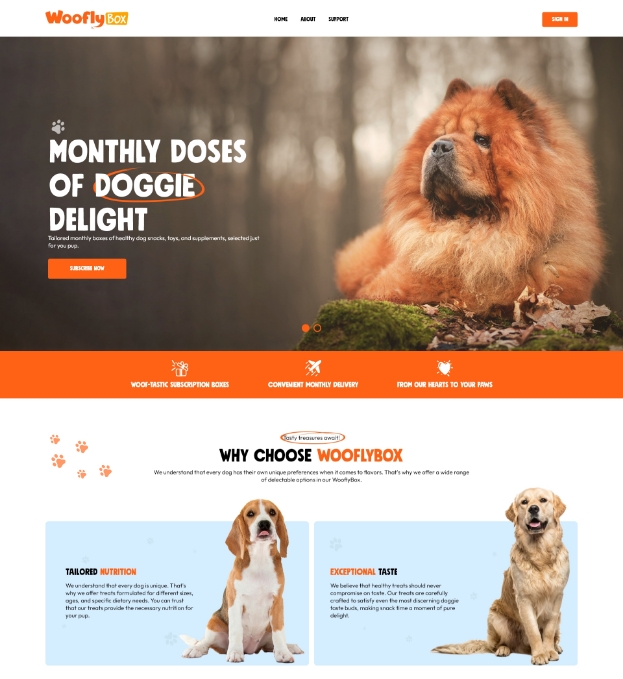 Woofly BOX
HOME ABOUT SUPPORT
SIGN IN
MONTHLY DOSES
OF DOGGIE
DELIGHT
Tailored monthly boxes of healthy dog snacks, toys, and supplements, selected just
for you pup.
SUBSCRIBE NOW
WOOF-TASTIC SUBSCRIPTION BOXES
CONVENIENT MONTHLY DELIVERY
FROM OUR HEARTS TO YOUR PAWS
Tasty treasures await!
WHY CHOOSE WOOFLYBOX
We understand that every dog has their own unique preferences when it comes to flavors. That's why we offer a wide range
of delectable options in our WooflyBox.
TAILORED NUTRITION
We understand that every dog is unique. That's
why we offer treats formulated for different sizes,
ages, and specific dietary needs. You can trust
that our treats provide the necessary nutrition for
your pup.
EXCEPTIONAL TASTE
We believe that healthy treats should never
compromise on taste. Our treats are carefully
crafted to satisfy even the most discerning doggie
taste buds, making snack time a moment of pure
delight.